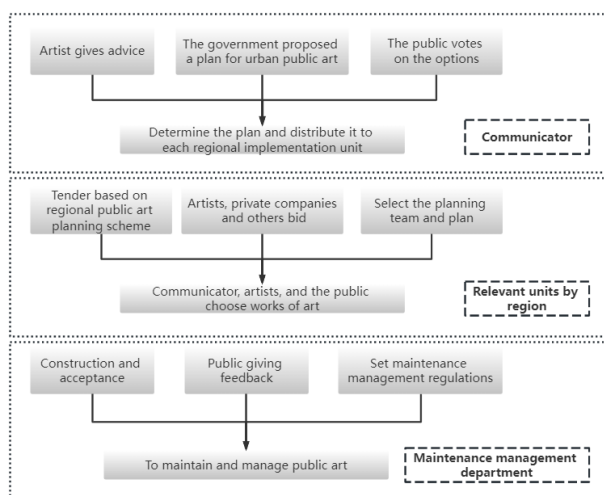 Artist gives advice
The government proposed
a plan for urban public art
The public votes
on the options
Determine the plan and distribute it to
each regional implementation unit
Communicator
Tender based on
regional public art
planning scheme
Artists, private companies
and others bid
Select the planning
team and plan
Communicator, artists, and the public
choose works of art
Relevant units by
region
Construction and
acceptance
Public giving
feedback
Set maintenance
management regulations
To maintain and manage public art
Maintenance management
department